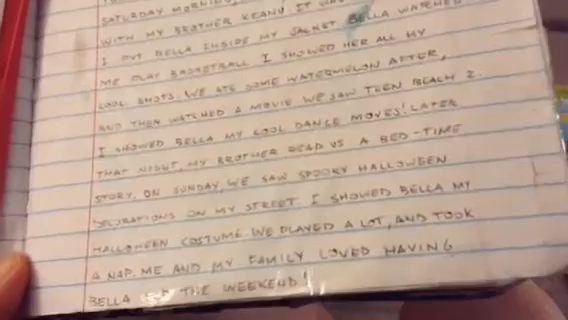 SATURDAY MORNING,
WITH MY BROTHER KEANU IT
I PUT BELLA INSIDE MY JACKET BELLA WATCHED
ME PLAY BASKETBALL I SHOWED HER ALL MY
COOL SHOTS. WE ATE SOME WATERMELON AFTER,
AND THEN WATCHED A MOVIE WE SAW TEEN BEACH 2.
I SHOWED BELLA MY COOL DANCE MOVES! LATER
THAT NIGHT, MY BROTHER READ US A BED-TIME
STORY. ON SUNDAY, WE SAW SPOOKY HALLOWEEN
DECORATIONS ON MY STREET. I SHOWED BELLA MY
HALLOWEEN COSTUME. WE PLAYED A LOT, AND TOOK
A NAP. ME AND MY FAMILY LOVED HAVING
BELLA THE WEEKEND!